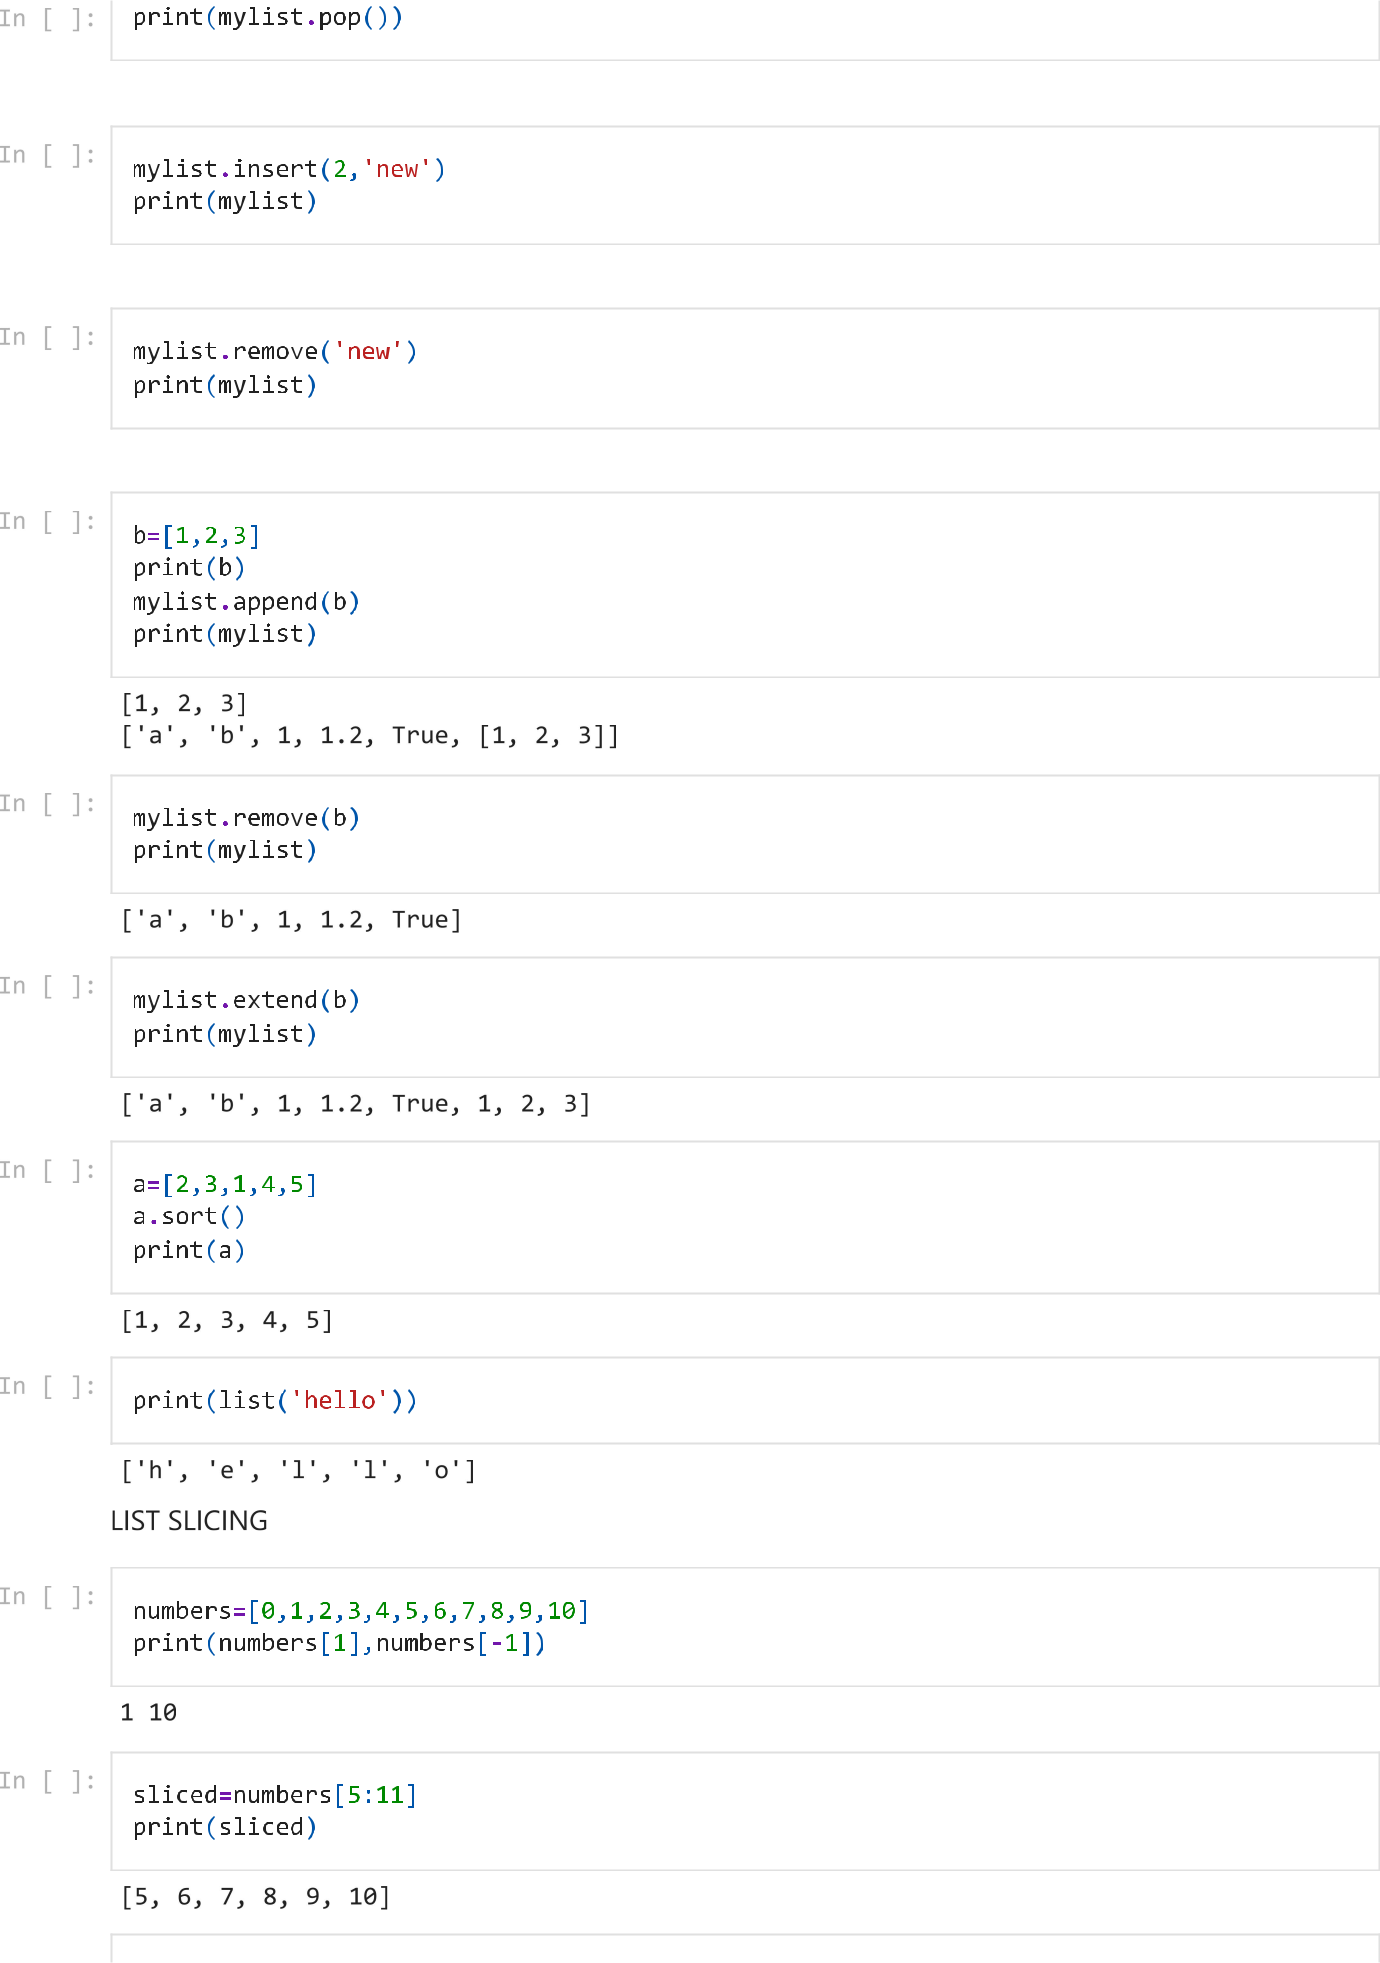 In [ ]:
print(mylist.pop())
In [ ]:
mylist.insert(2,'new')
print(mylist)
In [ ]:
mylist.remove('new')
print(mylist)
In [ ]:
b=[1,2,3]
print(b)
mylist.append(b)
print(mylist)
[1, 2, 3]
['a', 'b', 1, 1.2, True, [1, 2, 3]]
In [ ]:
mylist.remove(b)
print(mylist)
['a', 'b', 1, 1.2, True]
In [ ]:
mylist.extend(b)
print(mylist)
['a', 'b', 1, 1.2, True, 1, 2, 3]
In [ ]:
a=[2,3,1,4,5]
a.sort()
print(a)
[1, 2, 3, 4, 5]
In [ ]:
print(list('hello'))
['h', 'e', 'l', 'l', 'o']
LIST SLICING
In [ ]:
numbers=[0,1,2,3,4,5,6,7,8,9,10]
print(numbers[1],numbers[-1])
1 10
In [ ]:
sliced=numbers[5:11]
print(sliced)
[5, 6, 7, 8, 9, 10]